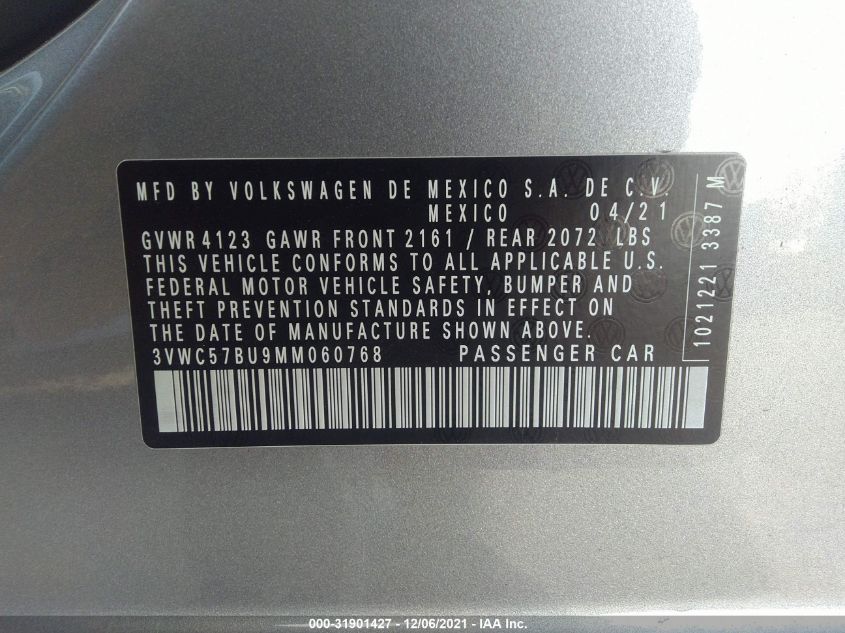 MFD BY VOLKSWAGEN DE MEXICO S.A. DE C.V
MEXICO 04/21
GVWR 4123 GAWR FRONT 2161 / REAR 2072 LBS
THIS VEHICLE CONFORMS TO ALL APPLICABLE U.S.
FEDERAL MOTOR VEHICLE SAFETY, BUMPER AND
THEFT PREVENTION STANDARDS IN EFFECT ON
THE DATE OF MANUFACTURE SHOWN ABOVE.
3VWC57BU9MM060768 PASSENGER CAR
1021221 3387 M
000-31901427 - 12/06/2021 - IAA Inc.